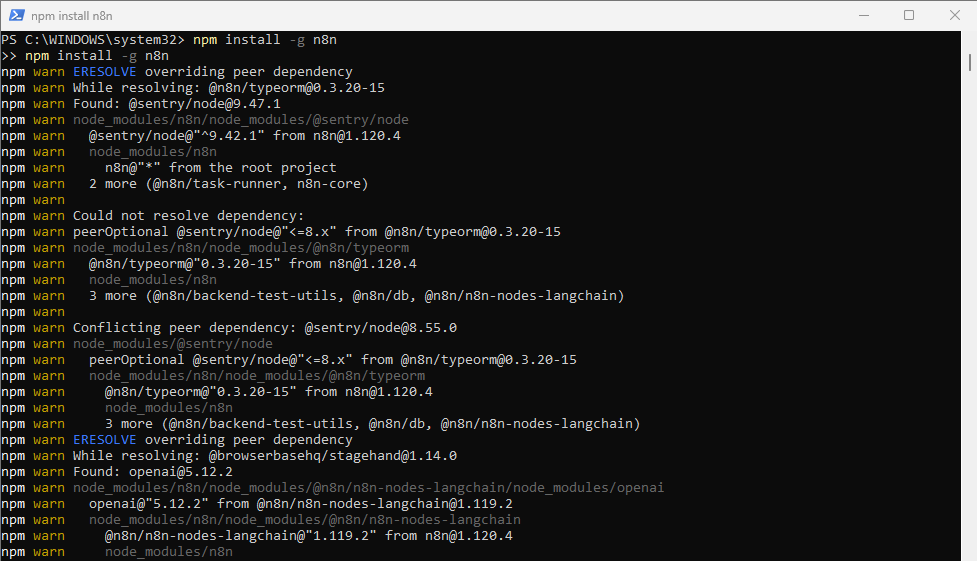 npm install n8n
PS C:\WINDOWS\system32> npm install -g n8n
>> npm install -g n8n
npm warn ERESOLVE overriding peer dependency
npm warn While resolving: @n8n/typeorm@0.3.20-15
npm warn Found: @sentry/node@9.47.1
npm warn node_modules/n8n/node_modules/@sentry/node
npm warn   @sentry/node@"^9.42.1" from n8n@1.120.4
npm warn   node_modules/n8n
npm warn     n8n@"*" from the root project
npm warn   2 more (@n8n/task-runner, n8n-core)
npm warn
npm warn Could not resolve dependency:
npm warn peerOptional @sentry/node@"<=8.x" from @n8n/typeorm@0.3.20-15
npm warn node_modules/n8n/node_modules/@n8n/typeorm
npm warn   @n8n/typeorm@"0.3.20-15" from n8n@1.120.4
npm warn   node_modules/n8n
npm warn   3 more (@n8n/backend-test-utils, @n8n/db, @n8n/n8n-nodes-langchain)
npm warn
npm warn Conflicting peer dependency: @sentry/node@8.55.0
npm warn node_modules/@sentry/node
npm warn   peerOptional @sentry/node@"<=8.x" from @n8n/typeorm@0.3.20-15
npm warn   node_modules/n8n/node_modules/@n8n/typeorm
npm warn     @n8n/typeorm@"0.3.20-15" from n8n@1.120.4
npm warn     node_modules/n8n
npm warn     3 more (@n8n/backend-test-utils, @n8n/db, @n8n/n8n-nodes-langchain)
npm warn ERESOLVE overriding peer dependency
npm warn While resolving: @browserbasehq/stagehand@1.14.0
npm warn Found: openai@5.12.2
npm warn node_modules/n8n/node_modules/@n8n/n8n-nodes-langchain/node_modules/openai
npm warn   openai@"5.12.2" from @n8n/n8n-nodes-langchain@1.119.2
npm warn   node_modules/n8n/node_modules/@n8n/n8n-nodes-langchain
npm warn     @n8n/n8n-nodes-langchain@"1.119.2" from n8n@1.120.4
npm warn     node_modules/n8n